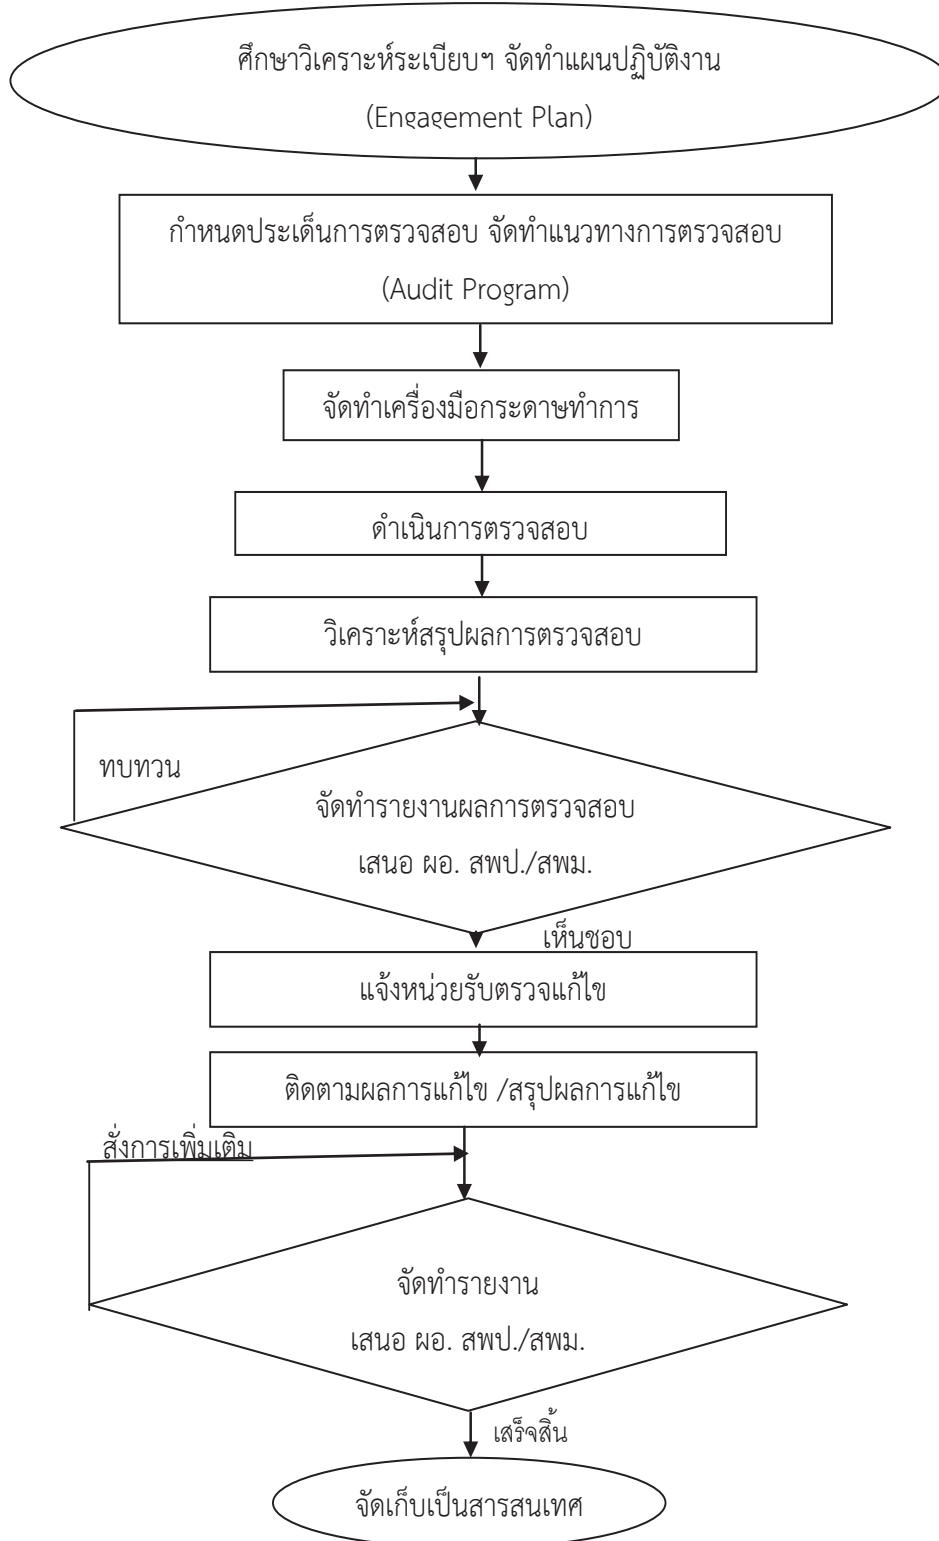 ศึกษาวิเคราะห์ระเบียบฯ จัดทำแผนปฏิบัติงาน
(Engagement Plan)
กำหนดประเด็นการตรวจสอบ จัดทำแนวทางการตรวจสอบ
(Audit Program)
จัดทำเครื่องมือกระดาษทำการ
ดำเนินการตรวจสอบ
วิเคราะห์สรุปผลการตรวจสอบ
ทบทวน
จัดทำรายงานผลการตรวจสอบ
เสนอ ผอ. สพป./สพม.
เห็นชอบ
แจ้งหน่วยรับตรวจแก้ไข
ติดตามผลการแก้ไข /สรุปผลการแก้ไข
สั่งการเพิ่มเติม
จัดทำรายงาน
เสนอ ผอ. สพป./สพม.
เสร็จสิ้น
จัดเก็บเป็นสารสนเทศ